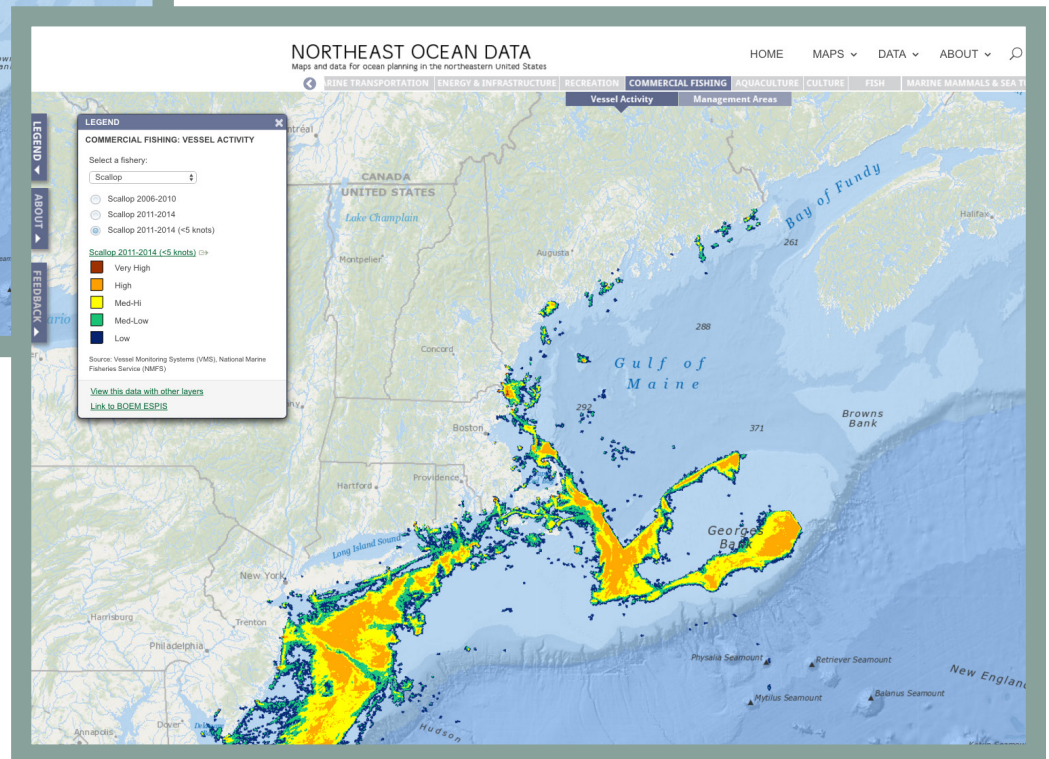 NORTHEAST OCEAN DATA
Maps and data for ocean planning in the northeastern United States
HOME MAPS DATA ABOUT
TRANSPORTATION ENERGY & INFRASTRUCTURE RECREATION COMMERCIAL FISHING AQUACULTURE CULTURE FISH MARINE MAMMALS & SEA
Vessel Activity Management Areas
LEGEND
ABOUT
FEEDBACK
LEGEND
COMMERCIAL FISHING: VESSEL ACTIVITY
Select a fishery:
Scallop
Scallop 2006-2010
Scallop 2011-2014
Scallop 2011-2014 (<5 knots)
Scallop 2011-2014 (<5 knots)
Very High
High
Med-Hi
Med-Low
Low
Source: Vessel Monitoring Systems (VMS), National Marine
Fisheries Service (NMFS)
View this data with other layers
Link to BOEM ESPIS
CANADA
UNITED STATES
Lake Champlain
Montpelier
Augusta
Bay of Fundy
261
Halifax
288
Concord
Gulf of
Maine
292
371
Browns
Bank
Boston
Hartford
Providence
Georges
Bank
Long Island Sound
New York
Harrisburg
Trenton
Philadelphia
Physalia Seamount
Retriever Seamount
Mytilus Seamount
Balanus Seamount
New England
Dover
Annapolis
Hudson